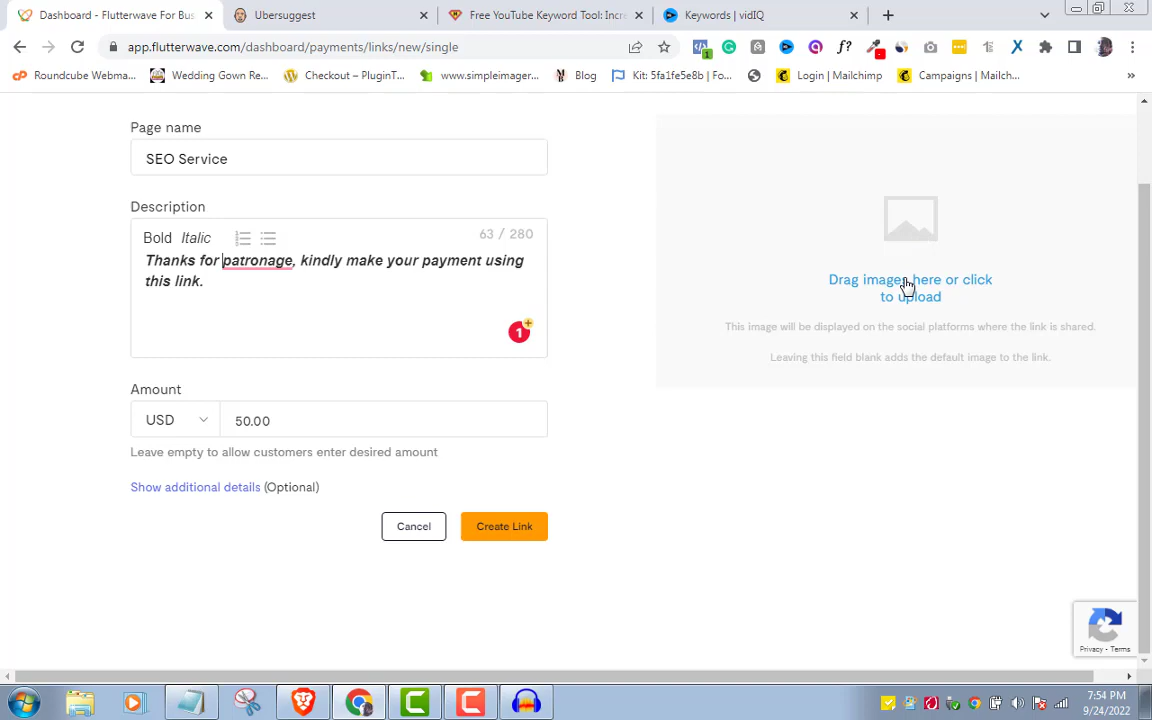 Dashboard - Flutterwave For Bus
Ubersuggest
Free YouTube Keyword Tool: Incre
Keywords | vidIQ
app.flutterwave.com/dashboard/payments/links/new/single
f?
1
Roundcube Webma...
Wedding Gown Re...
Checkout – PluginT...
www.simpleimager...
Blog
Kit: 5fa1fe5e8b | Fo...
Login | Mailchimp
Campaigns | Mailch...
»
Page name
SEO Service
Description
Bold Italic
63 / 280
Thanks for patronage, kindly make your payment using
this link.
1
Amount
USD
50.00
Leave empty to allow customers enter desired amount
Show additional details (Optional)
Cancel
Create Link
Drag images here or click
to upload
This image will be displayed on the social platforms where the link is shared.
Leaving this field blank adds the default image to the link.
Privacy - Terms
7:54 PM
9/24/2022